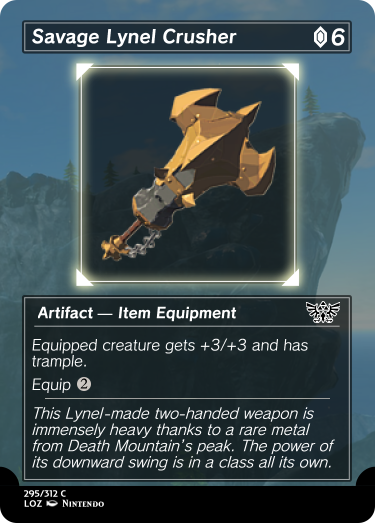 Savage Lynel Crusher 6
Artifact — Item Equipment
Equipped creature gets +3/+3 and has
trample.
Equip 2
This Lynel-made two-handed weapon is
immensely heavy thanks to a rare metal
from Death Mountain's peak. The power of
its downward swing is in a class all its own.
295/312 C
LOZ Nintendo